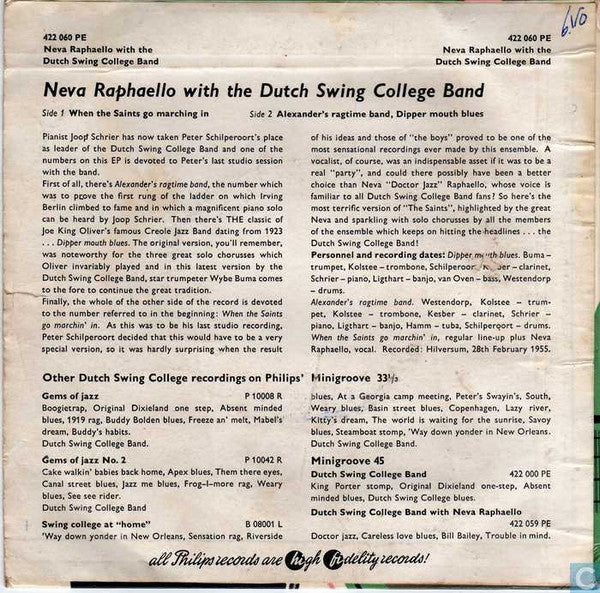 422 060 PE
Neva Raphaello with the
Dutch Swing College Band
422 060 PE
Neva Raphaello with the
Dutch Swing College Band
6.V0
Neva Raphaello with the Dutch Swing College Band
Side 1 When the Saints go marching in
Side 2 Alexander's ragtime band, Dipper mouth blues
Pianist Joop Schrier has now taken Peter Schilperoort's place
as leader of the Dutch Swing College Band and one of the
numbers on this EP is devoted to Peter's last studio session
with the band.
First of all, there's Alexander's ragtime band, the number which
was to prove the first rung of the ladder on which Irving
Berlin climbed to fame and in which a magnificent piano solo
can be heard by Joop Schrier. Then there's THE classic of
Joe King Oliver's famous Creole Jazz Band dating from 1923
... Dipper mouth blues. The original version, you'll remember,
was noteworthy for the three great solo chorusses which
Oliver invariably played and in this latest version by the
Dutch Swing College Band, star trumpeter Wybe Buma comes
to the fore to continue the great tradition.
Finally, the whole of the other side of the record is devoted
to the number referred to in the beginning: When the Saints
go marchin' in. As this was to be his last studio recording,
Peter Schilperoort decided that this would have to be a very
special version, so it was hardly surprising when the result
of his ideas and those of "the boys" proved to be one of the
most sensational recordings ever made by this ensemble. A
vocalist, of course, was an indispensable asset if it was to be a
real "party", and could there possibly have been a better
choice than Neva "Doctor Jazz" Raphaello, whose voice is
familiar to all Dutch Swing College Band fans? So here's the
most terrific version of "The Saints", highlighted by the great
Neva and sparkling with solo chorusses by all the members
of the ensemble which keeps on hitting the headlines ... the
Dutch Swing College Band!
Personnel and recording dates: Dipper mouth blues. Buma –
trumpet, Kolstee – trombone, Schilperoor – clarinet,
Schrier – piano, Ligthart – banjo, van Oven – bass, Westendorp
– drums.
Alexander's ragtime band. Westendorp, Kolstee – trum-
pet, Kolstee – trombone, Kesber – clarinet, Schrier –
piano, Ligthart – banjo, Hamm – tuba, Schilperoort – drums.
When the Saints go marchin' in, regular line-up plus Neva
Raphaello, vocal. Recorded: Hilversum, 28th February 1955.
Other Dutch Swing College recordings on Philips' Minigroove 33⅓
Gems of jazz P 10008 R
Boogietrap, Original Dixieland one step, Absent minded
blues, 1919 rag, Buddy Bolden blues, Freeze an' melt, Mabel's
dream, Buddy's habits.
Dutch Swing College Band.
Gems of jazz No. 2 P 10042 R
Cake walkin' babies back home, Apex blues, Them there eyes,
Canal street blues, Jazz me blues, Frog-I-more rag, Weary
blues, See see rider.
Dutch Swing College Band
Swing college at "home" B 08001 L
'Way down yonder in New Orleans, Sensation rag, Riverside
blues, At a Georgia camp meeting, Peter's Swayin's, South,
Weary blues, Basin street blues, Copenhagen, Lazy river,
Kitty's dream, The world is waiting for the sunrise, Savoy
blues, Steamboat stomp, 'Way down yonder in New Orleans.
Dutch Swing College Band.
Minigroove 45
Dutch Swing College Band 422 000 PE
King Porter stomp, Original Dixieland one-step, Absent
minded blues, Dutch Swing College blues.
Dutch Swing College Band with Neva Raphaello
422 059 PE
Doctor jazz, Careless love blues, Bill Bailey, Trouble in mind.
all Philips records are high fidelity records!
C